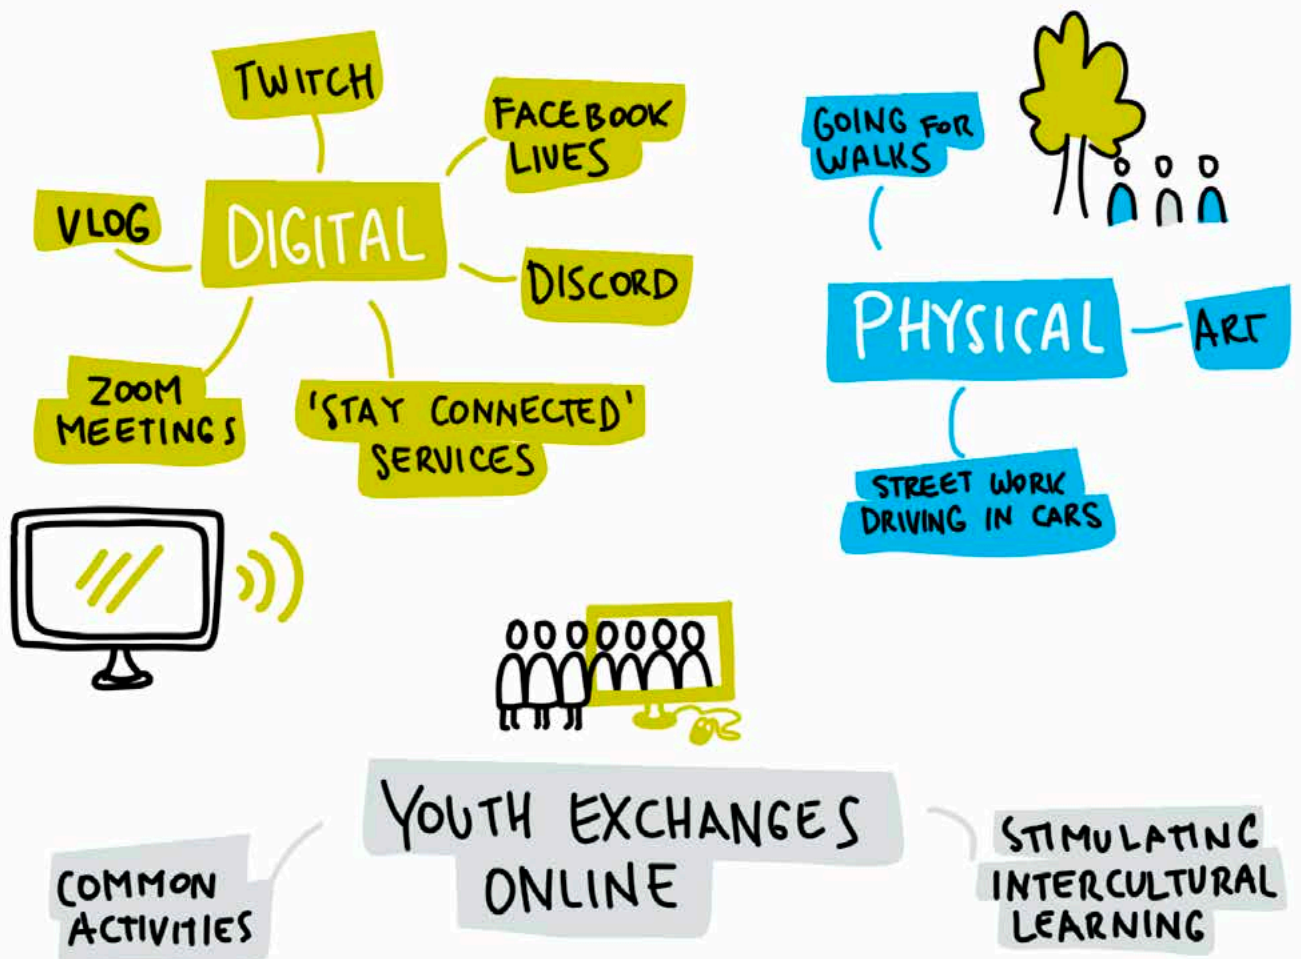 TWITCH
FACEBOOK
LIVES
VLOG
DIGITAL
DISCORD
ZOOM
MEETINGS
'STAY CONNECTED'
SERVICES
GOING FOR
WALKS
PHYSICAL
ART
STREET WORK
DRIVING IN CARS
YOUTH EXCHANGES
ONLINE
COMMON
ACTIVITIES
STIMULATING
INTERCULTURAL
LEARNING